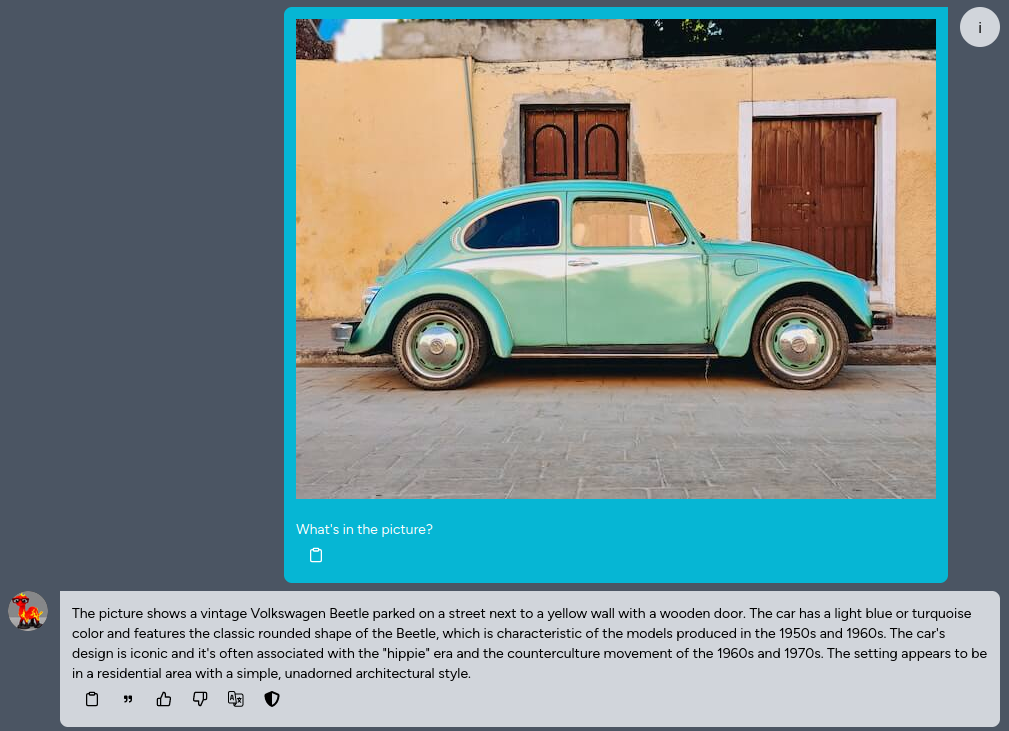 i
What's in the picture?
The picture shows a vintage Volkswagen Beetle parked on a street next to a yellow wall with a wooden door. The car has a light blue or turquoise
color and features the classic rounded shape of the Beetle, which is characteristic of the models produced in the 1950s and 1960s. The car's
design is iconic and it's often associated with the "hippie" era and the counterculture movement of the 1960s and 1970s. The setting appears to be
in a residential area with a simple, unadorned architectural style.